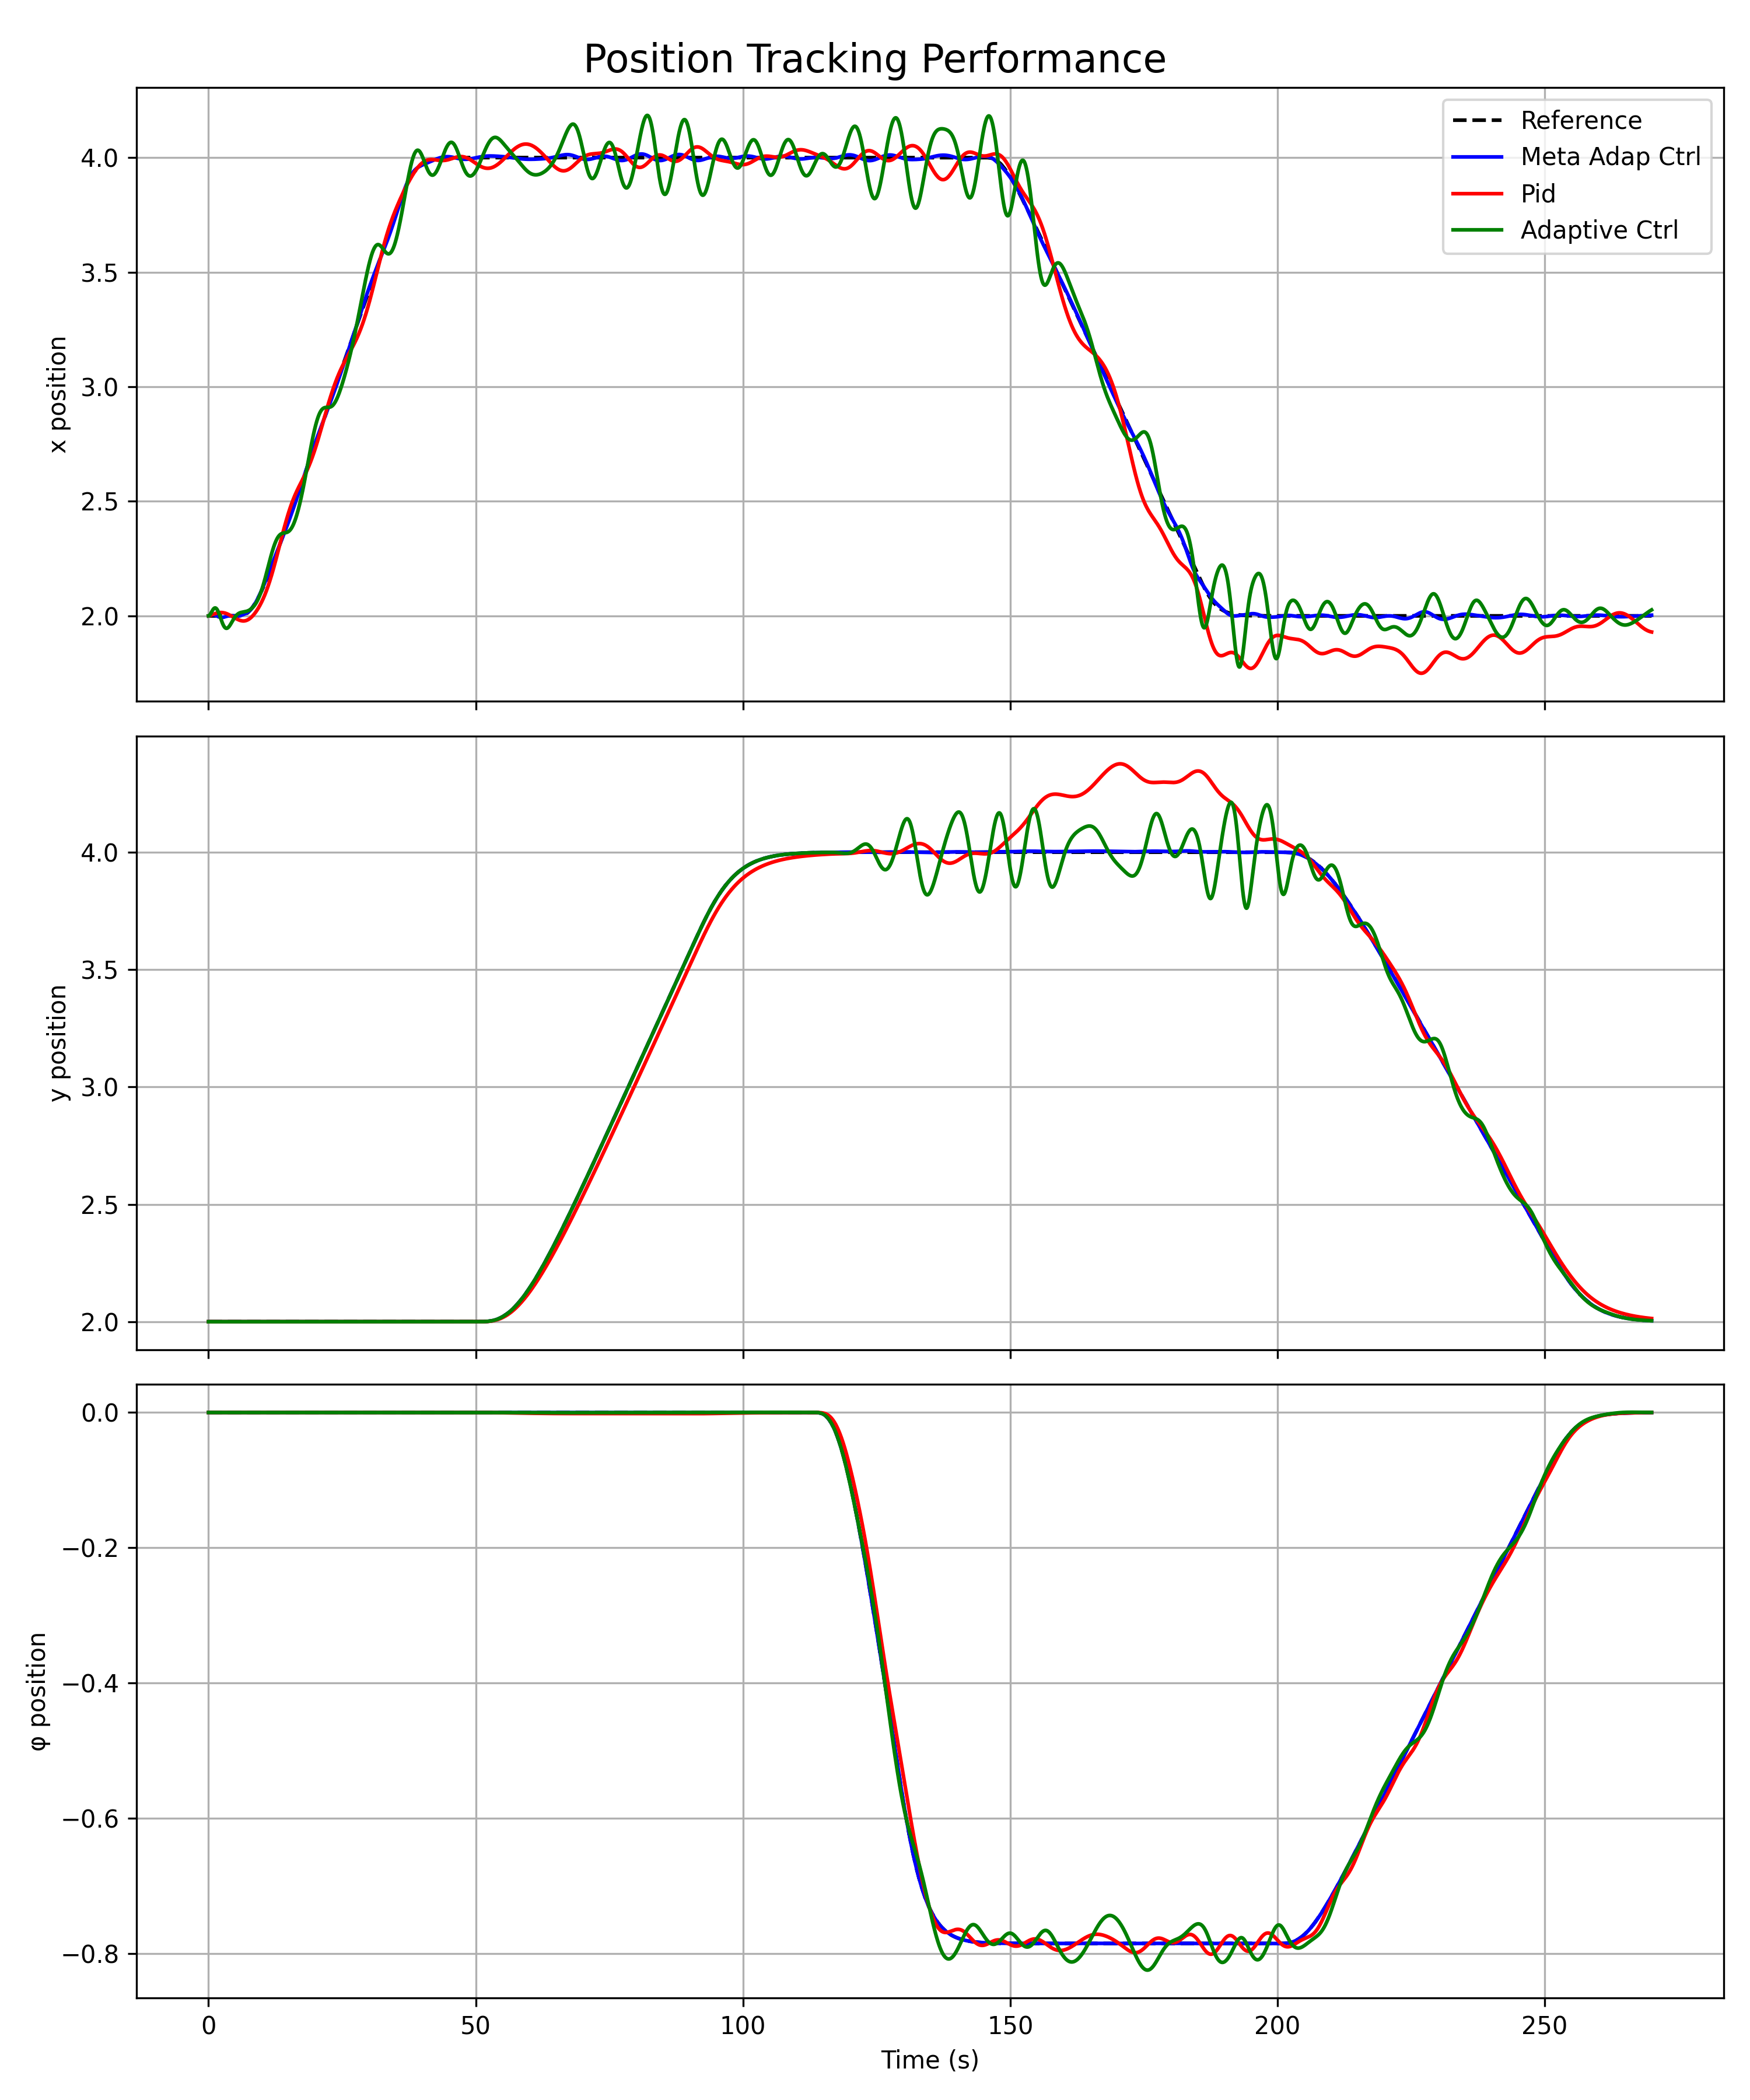 Position Tracking Performance
Reference
Meta Adap Ctrl
Pid
Adaptive Ctrl
4.0
3.5
3.0
2.5
2.0
x position
4.0
3.5
3.0
2.5
2.0
y position
0.0
−0.2
−0.4
−0.6
−0.8
φ position
0 50 100 150 200 250
Time (s)